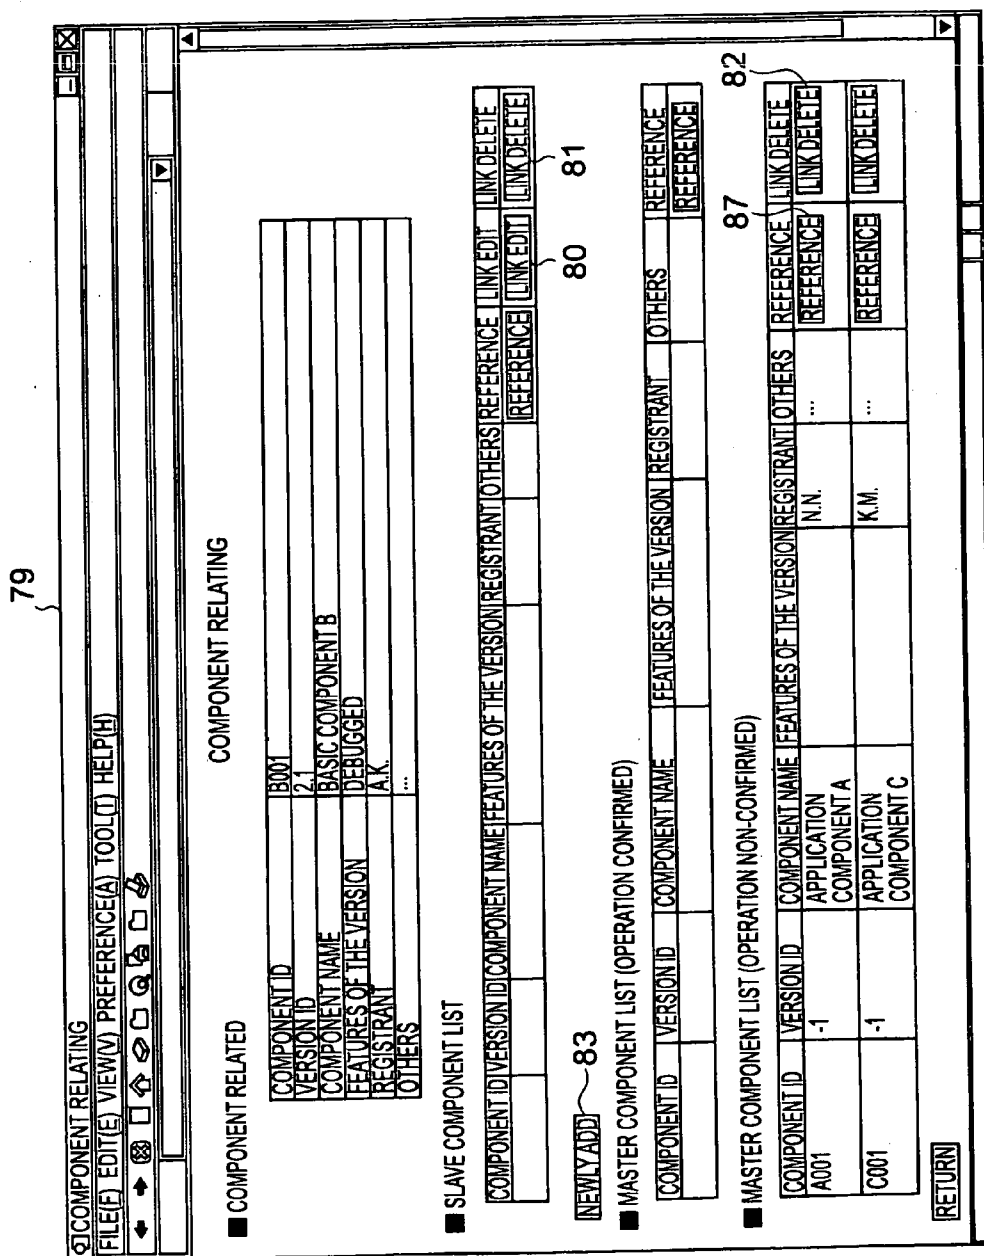 79
COMPONENT RELATING
FILE(F) EDIT(E) VIEW(V) PREFERENCE(A) TOOL(T) HELP(H)
COMPONENT RELATING
■ COMPONENT RELATED
COMPONENT ID B001
VERSION ID 2.1
COMPONENT NAME BASIC COMPONENT B
FEATURES OF THE VERSION DEBUGGED
REGISTRANT A.K.
OTHERS ...
■ SLAVE COMPONENT LIST
COMPONENT ID VERSION ID COMPONENT NAME FEATURES OF THE VERSION REGISTRANT OTHERS REFERENCE LINK EDIT LINK DELETE
REFERENCE LINK EDIT LINK DELETE
80 81
NEWLY ADD 83
■ MASTER COMPONENT LIST (OPERATION CONFIRMED)
COMPONENT ID VERSION ID COMPONENT NAME FEATURES OF THE VERSION REGISTRANT OTHERS REFERENCE
REFERENCE
■ MASTER COMPONENT LIST (OPERATION NON-CONFIRMED)
87 82
COMPONENT ID VERSION ID COMPONENT NAME FEATURES OF THE VERSION REGISTRANT OTHERS REFERENCE LINK DELETE
A001 -1 APPLICATION COMPONENT A N.N. ... REFERENCE LINK DELETE
C001 -1 APPLICATION COMPONENT C K.M. ... REFERENCE LINK DELETE
RETURN